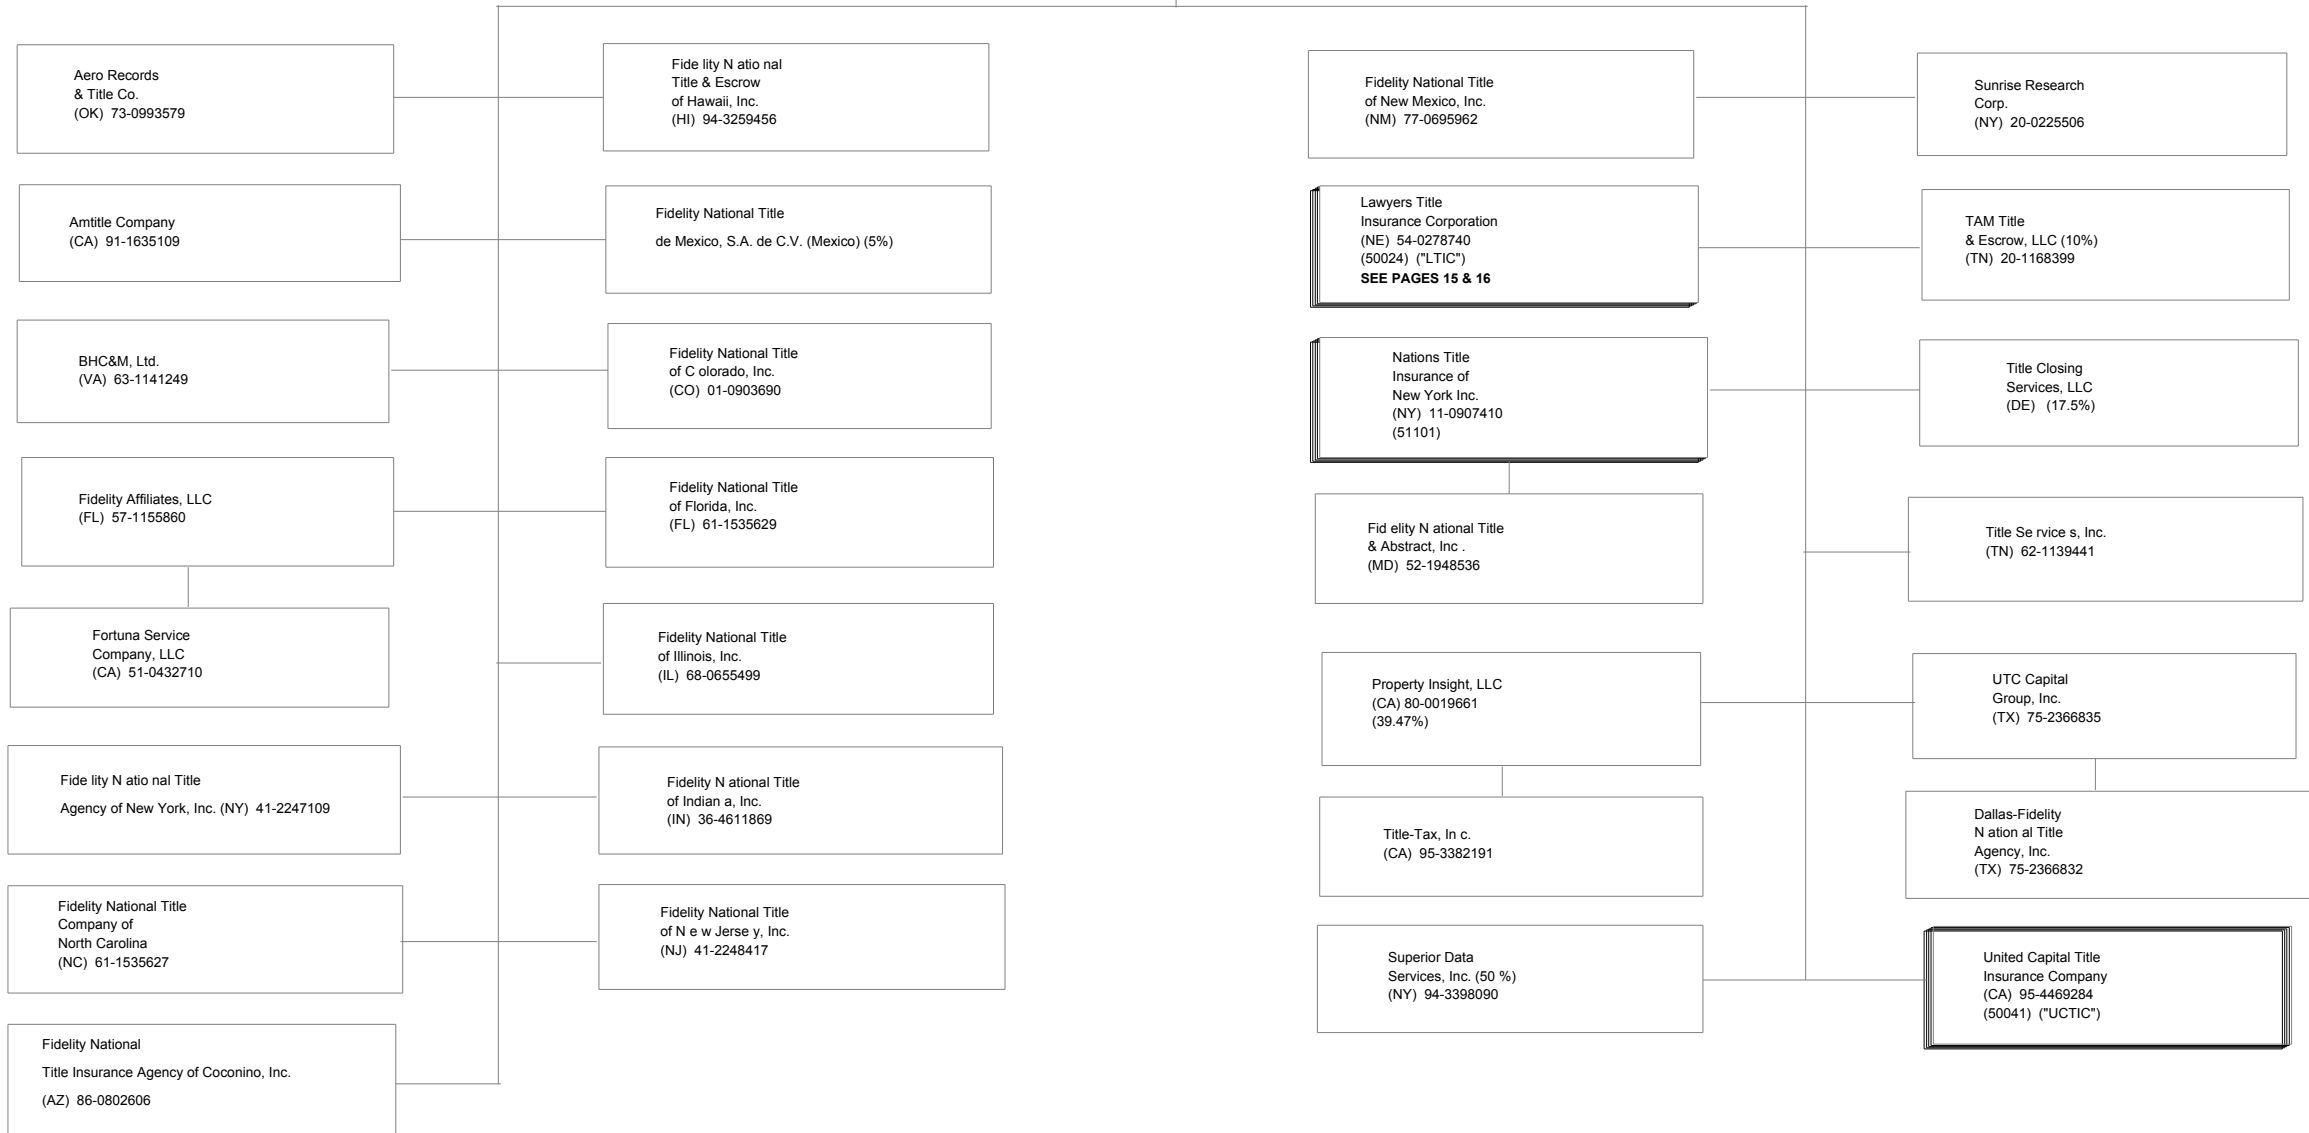 Aero Records
& Title Co.
(OK) 73-0993579
Fide lity N atio nal
Title & Escrow
of Hawaii, Inc.
(HI) 94-3259456
Amtitle Company
(CA) 91-1635109
Fidelity National Title
de Mexico, S.A. de C.V. (Mexico) (5%)
BHC&M, Ltd.
(VA) 63-1141249
Fidelity National Title
of C olorado, Inc.
(CO) 01-0903690
Fidelity Affiliates, LLC
(FL) 57-1155860
Fidelity National Title
of Florida, Inc.
(FL) 61-1535629
Fortuna Service
Company, LLC
(CA) 51-0432710
Fidelity National Title
of Illinois, Inc.
(IL) 68-0655499
Fide lity N atio nal Title
Agency of New York, Inc. (NY) 41-2247109
Fidelity N ational Title
of Indian a, Inc.
(IN) 36-4611869
Fidelity National Title
Company of
North Carolina
(NC) 61-1535627
Fidelity National Title
of N e w Jerse y, Inc.
(NJ) 41-2248417
Fidelity National
Title Insurance Agency of Coconino, Inc.
(AZ) 86-0802606
Fidelity National Title
of New Mexico, Inc.
(NM) 77-0695962
Sunrise Research
Corp.
(NY) 20-0225506
Lawyers Title
Insurance Corporation
(NE) 54-0278740
(50024) ("LTIC")
SEE PAGES 15 & 16
TAM Title
& Escrow, LLC (10%)
(TN) 20-1168399
Nations Title
Insurance of
New York Inc.
(NY) 11-0907410
(51101)
Title Closing
Services, LLC
(DE) (17.5%)
Fid elity N ational Title
& Abstract, Inc .
(MD) 52-1948536
Title Se rvice s, Inc.
(TN) 62-1139441
Property Insight, LLC
(CA) 80-0019661
(39.47%)
UTC Capital
Group, Inc.
(TX) 75-2366835
Title-Tax, In c.
(CA) 95-3382191
Dallas-Fidelity
N ation al Title
Agency, Inc.
(TX) 75-2366832
Superior Data
Services, Inc. (50 %)
(NY) 94-3398090
United Capital Title
Insurance Company
(CA) 95-4469284
(50041) ("UCTIC")